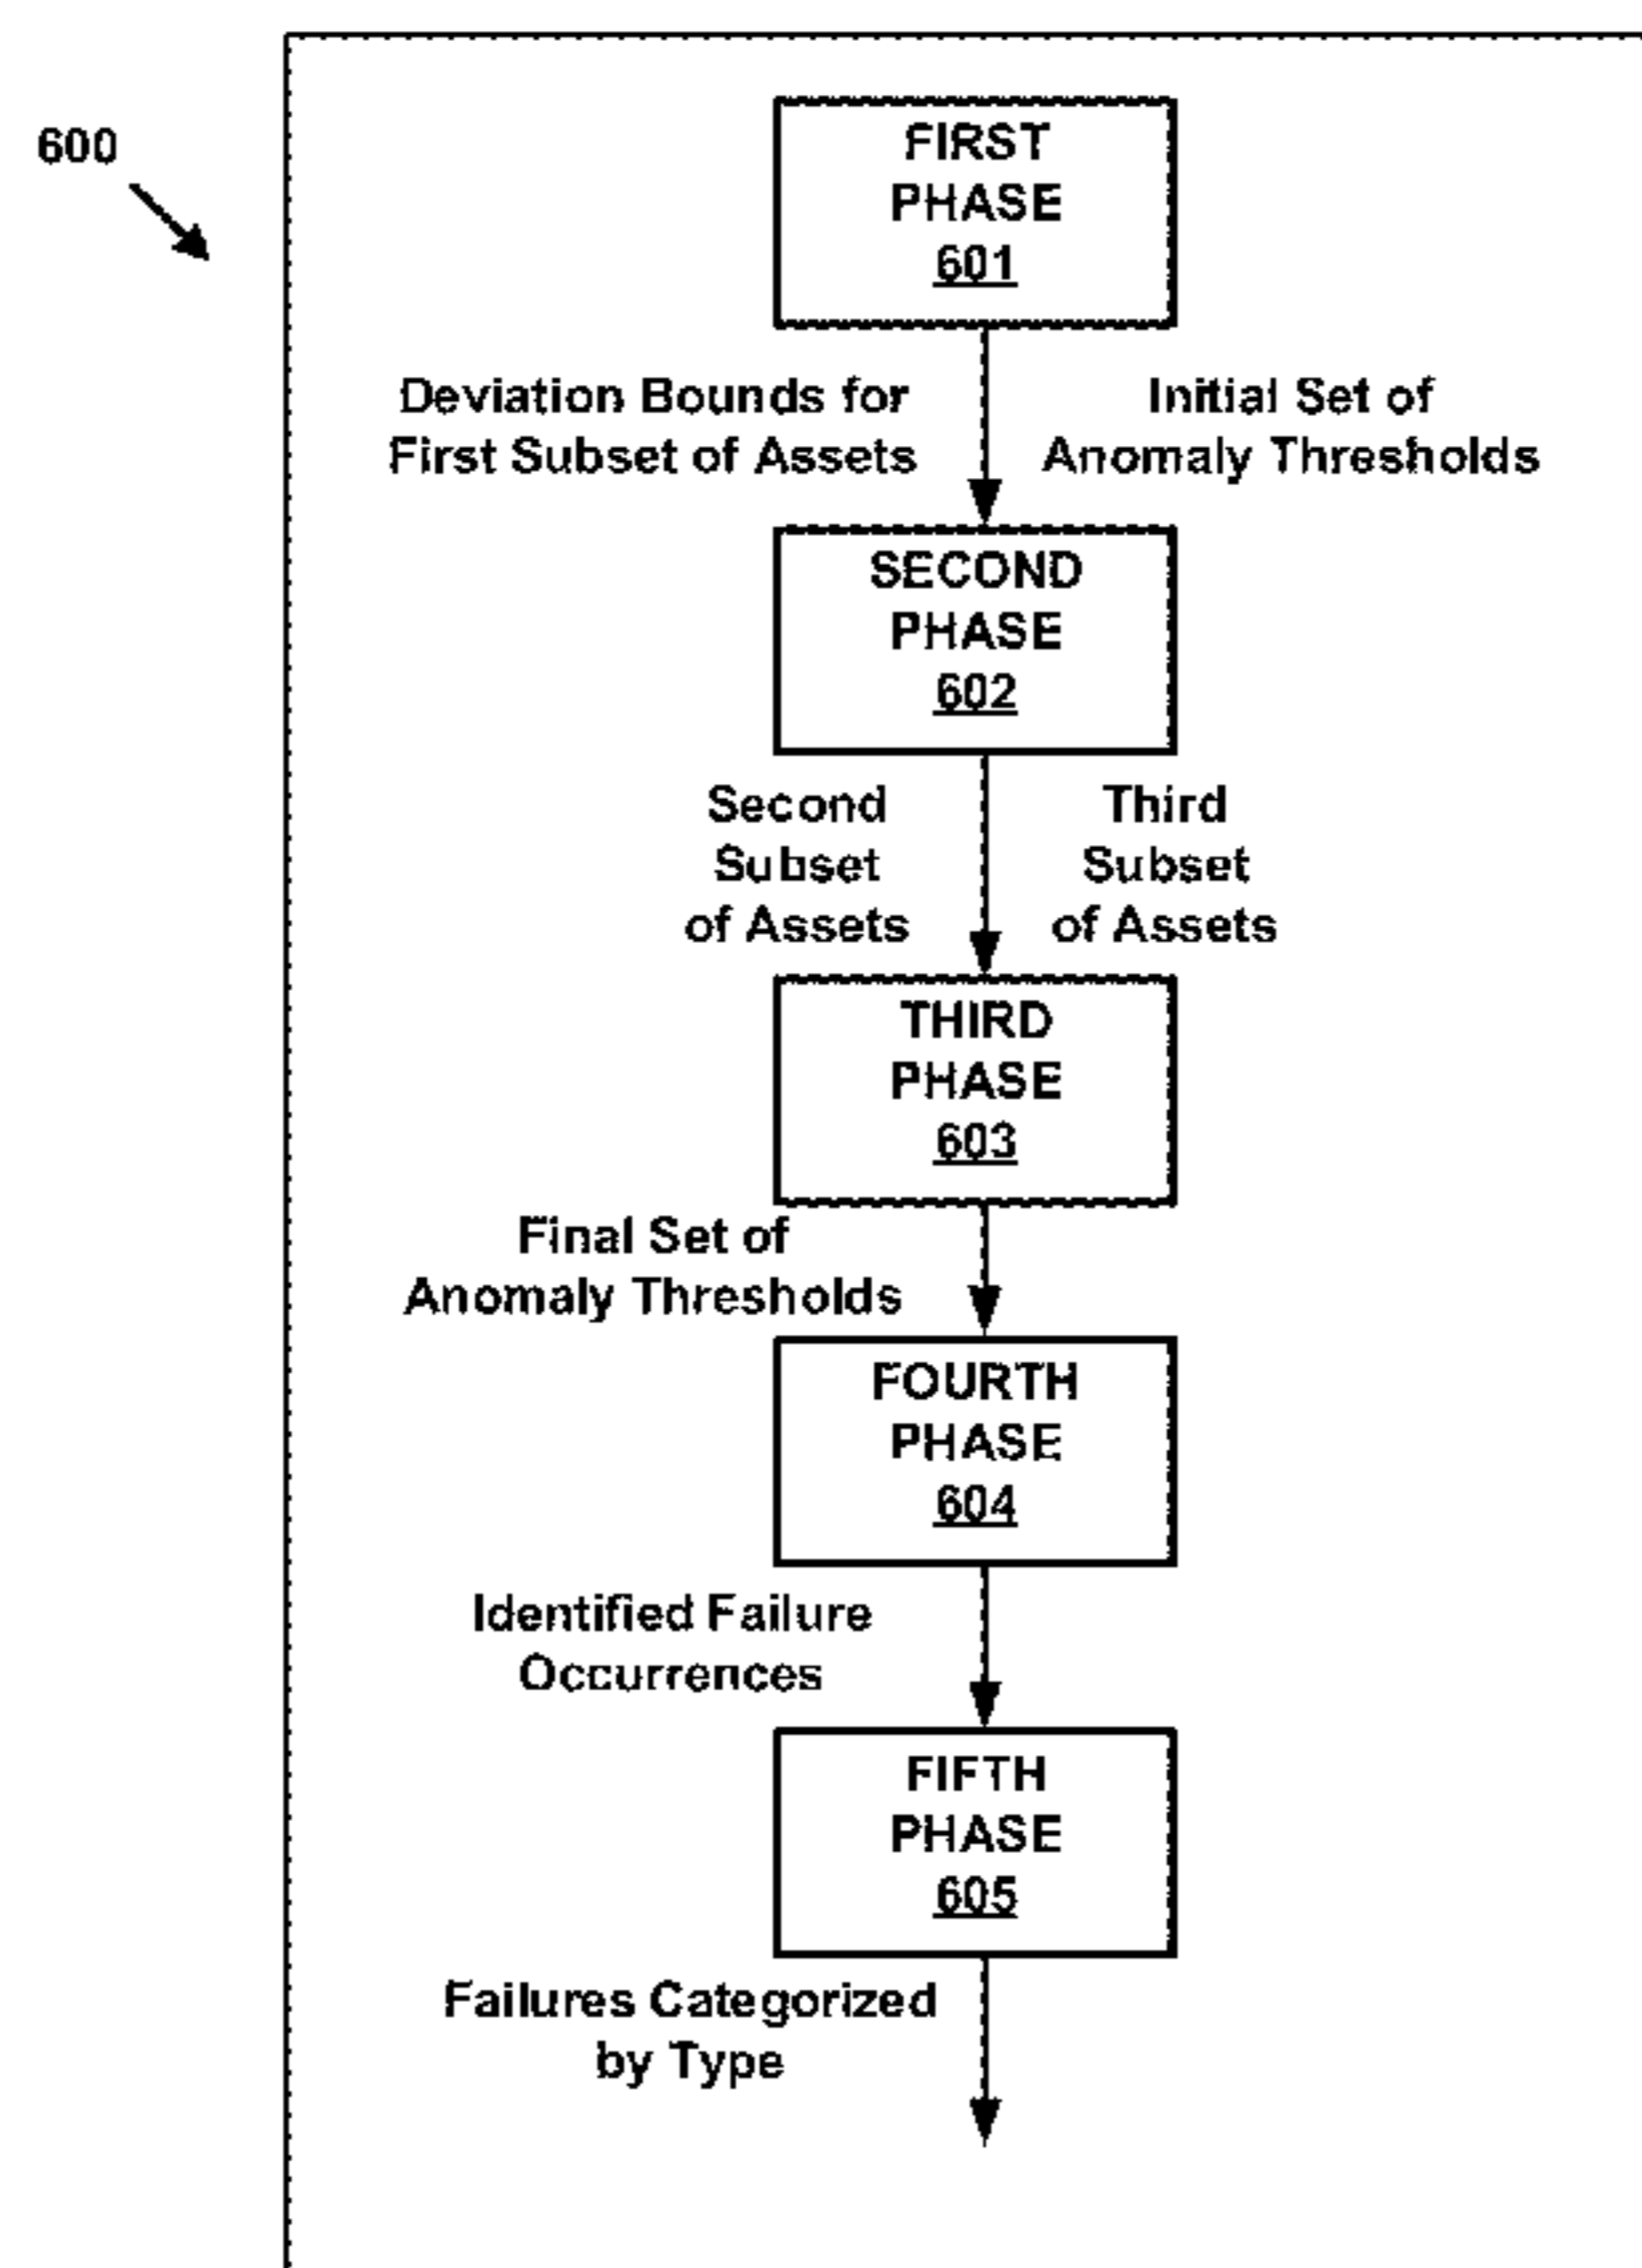 600
FIRST
PHASE
601
Deviation Bounds for
First Subset of Assets
Initial Set of
Anomaly Thresholds
SECOND
PHASE
602
Second
Subset
of Assets
Third
Subset
of Assets
THIRD
PHASE
603
Final Set of
Anomaly Thresholds
FOURTH
PHASE
604
Identified Failure
Occurrences
FIFTH
PHASE
605
Failures Categorized
by Type